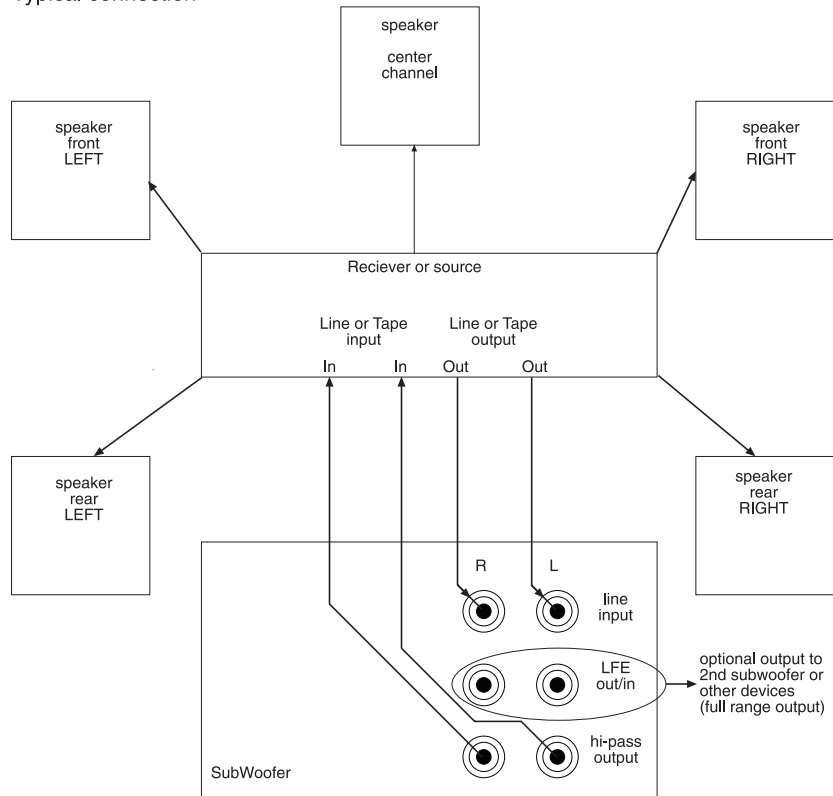 Typical connection
speaker
center
channel
speaker
front
LEFT
speaker
front
RIGHT
Reciever or source
Line or Tape
input
Line or Tape
output
In
In
Out
Out
speaker
rear
LEFT
speaker
rear
RIGHT
R
L
line
input
LFE
out/in
optional output to
2nd subwoofer or
other devices
(full range output)
hi-pass
output
SubWoofer